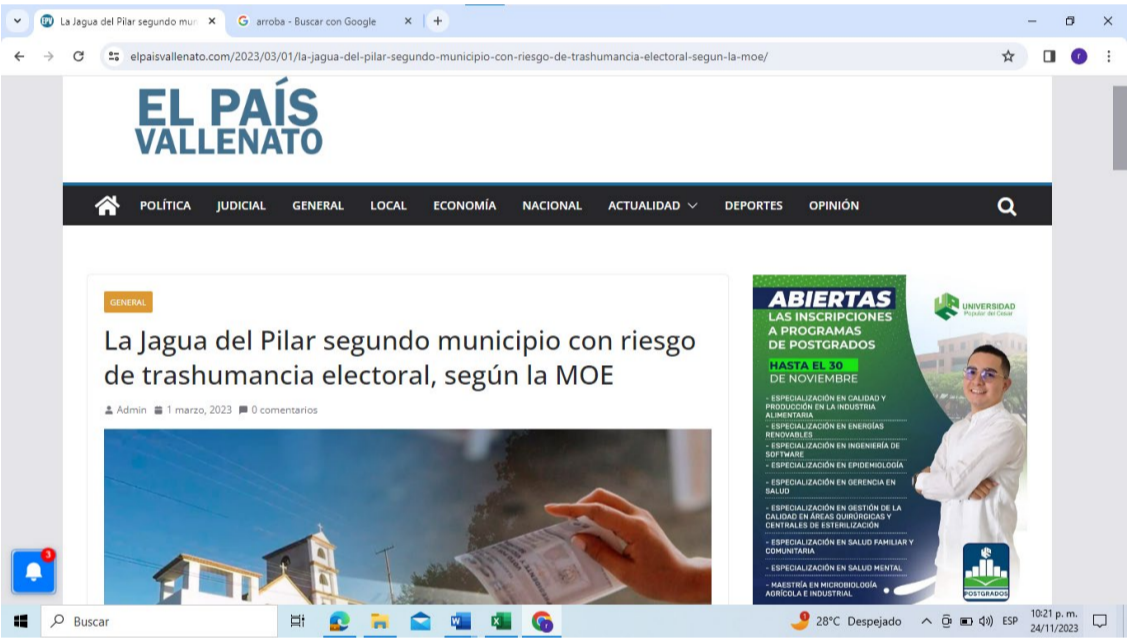 La Jagua del Pilar segundo mun
arroba - Buscar con Google
elpaisvallenato.com/2023/03/01/la-jagua-del-pilar-segundo-municipio-con-riesgo-de-trashumancia-electoral-segun-la-moe/
EL PAÍS
VALLENATO
POLÍTICA JUDICIAL GENERAL LOCAL ECONOMÍA NACIONAL ACTUALIDAD DEPORTES OPINIÓN
GENERAL
La Jagua del Pilar segundo municipio con riesgo
de trashumancia electoral, según la MOE
Admin 1 marzo, 2023 0 comentarios
ABIERTAS
LAS INSCRIPCIONES
A PROGRAMAS
DE POSTGRADOS
HASTA EL 30
DE NOVIEMBRE
UNIVERSIDAD
Popular del Cesar
- ESPECIALIZACIÓN EN CALIDAD Y
PRODUCCIÓN EN LA INDUSTRIA
ALIMENTARIA
- ESPECIALIZACIÓN EN ENERGÍAS
RENOVABLES
- ESPECIALIZACIÓN EN INGENIERÍA DE
SOFTWARE
- ESPECIALIZACIÓN EN EPIDEMIOLOGÍA
- ESPECIALIZACIÓN EN GERENCIA EN
SALUD
- ESPECIALIZACIÓN EN GESTIÓN DE LA
CALIDAD EN ÁREAS QUIRÚRGICAS Y
CENTRALES DE ESTERILIZACIÓN
- ESPECIALIZACIÓN EN SALUD FAMILIAR Y
COMUNITARIA
- ESPECIALIZACIÓN EN SALUD MENTAL
- MAESTRÍA EN MICROBIOLOGÍA
AGRÍCOLA E INDUSTRIAL
POSTGRADOS
3
Buscar
28°C Despejado
ESP
10:21 p. m.
24/11/2023